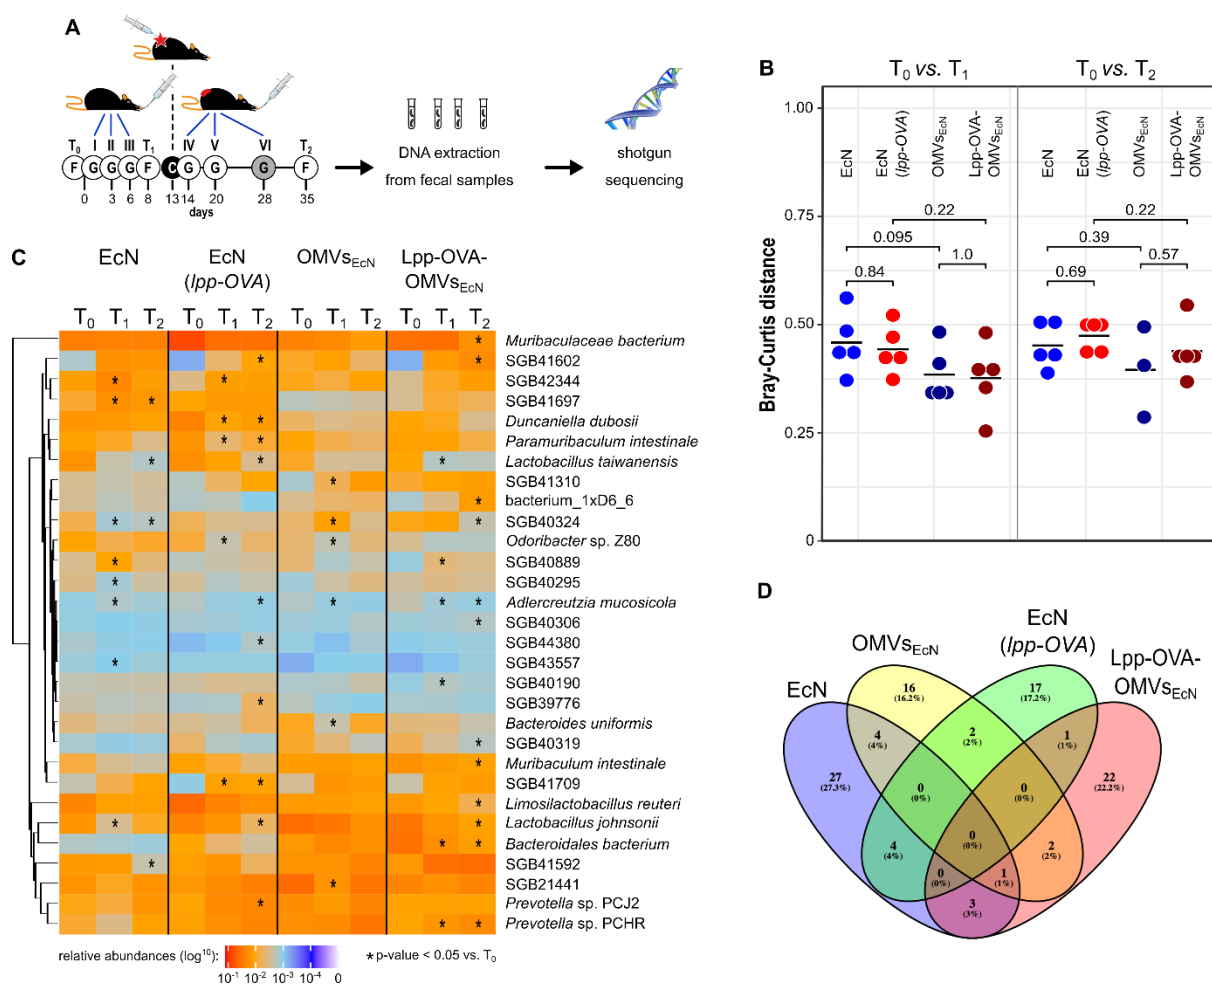 A
T0 I II III T1 IV V VI T2
F G G G F C G G G F
0 3 6 8 13 14 20 28 35
days
DNA extraction
from fecal samples
shotgun
sequencing
B
T0 vs. T1 T0 vs. T2
Bray-Curtis distance
1.00
0.75
0.50
0.25
0
EcN
EcN
(lpp-OVA)
OMVsEcN
Lpp-OVA-
OMVsEcN
EcN
EcN
(lpp-OVA)
OMVsEcN
Lpp-OVA-
OMVsEcN
0.22 0.22
0.095 0.39
1.0 0.57
0.84 0.69
C
EcN
EcN
(lpp-OVA)
OMVsEcN
Lpp-OVA-
OMVsEcN
T0 T1 T2 T0 T1 T2 T0 T1 T2 T0 T1 T2
Muribaculaceae bacterium
SGB41602
SGB42344
SGB41697
Duncaniella dubosii
Paramuribaculum intestinale
Lactobacillus taiwanensis
SGB41310
bacterium_1xD6_6
SGB40324
Odoribacter sp. Z80
SGB40889
SGB40295
Adlercreutzia mucosicola
SGB40306
SGB44380
SGB43557
SGB40190
SGB39776
Bacteroides uniformis
SGB40319
Muribaculum intestinale
SGB41709
Limosilactobacillus reuteri
Lactobacillus johnsonii
Bacteroidales bacterium
SGB41592
SGB21441
Prevotella sp. PCJ2
Prevotella sp. PCHR
relative abundances (log10):
10-1 10-2 10-3 10-4 0
* p-value < 0.05 vs. T0
D
EcN
OMVsEcN
EcN
(lpp-OVA)
Lpp-OVA-
OMVsEcN
16
(16.2%)
17
(17.2%)
4
(4%)
2
(2%)
1
(1%)
27
(27.3%)
0
(0%)
0
(0%)
22
(22.2%)
0
(0%)
4
(4%)
2
(2%)
0
(0%)
1
(1%)
3
(3%)